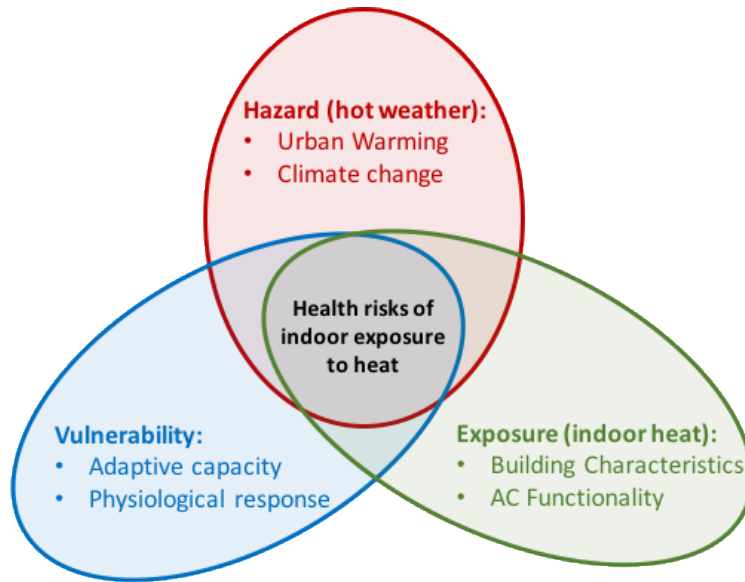 Hazard (hot weather):
• Urban Warming
• Climate change
Health risks of
indoor exposure
to heat
Vulnerability:
• Adaptive capacity
• Physiological response
Exposure (indoor heat):
• Building Characteristics
• AC Functionality